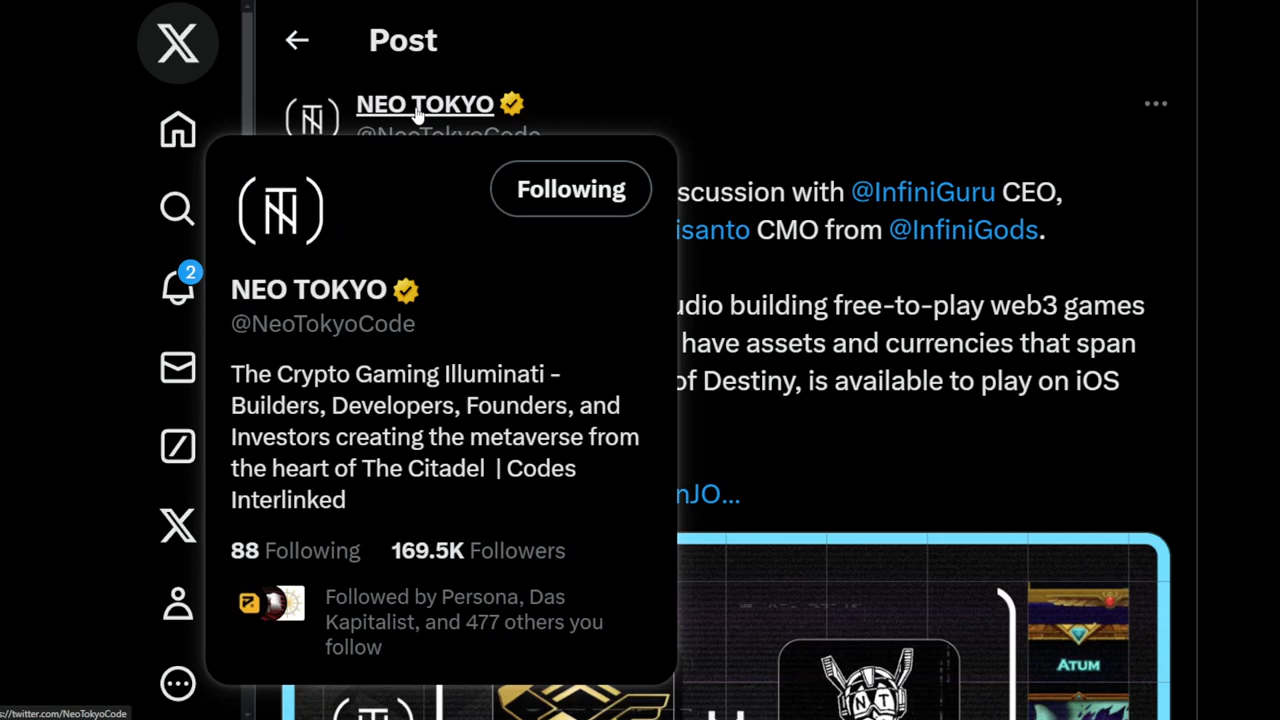 Post
NEO TOKYO
@NeoTokyoCode
Following
NEO TOKYO
@NeoTokyoCode
The Crypto Gaming Illuminati -
Builders, Developers, Founders, and
Investors creating the metaverse from
the heart of The Citadel | Codes
Interlinked
88 Following 169.5K Followers
Followed by Persona, Das
Kapitalist, and 477 others you
follow
2
scussion with @InfiniGuru CEO,
isanto CMO from @InfiniGods.
udio building free-to-play web3 games
have assets and currencies that span
of Destiny, is available to play on iOS
nJO...
ATUM
N T
s://twitter.com/NeoTokyoCode